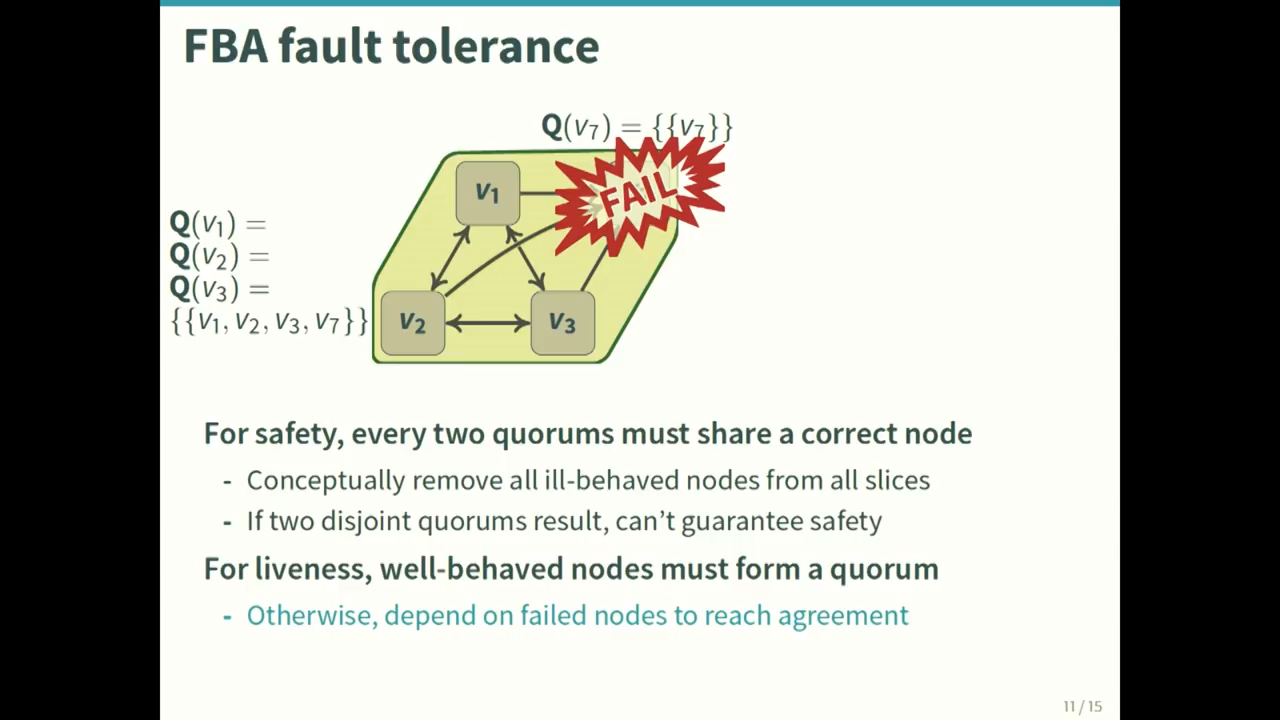 FBA fault tolerance
Q(v₇) = {{v₇}}
v₁
FAIL
Q(v₁) =
Q(v₂) =
Q(v₃) =
{{v₁, v₂, v₃, v₇}}
v₂
v₃
For safety, every two quorums must share a correct node
- Conceptually remove all ill-behaved nodes from all slices
- If two disjoint quorums result, can't guarantee safety
For liveness, well-behaved nodes must form a quorum
- Otherwise, depend on failed nodes to reach agreement
11 / 15